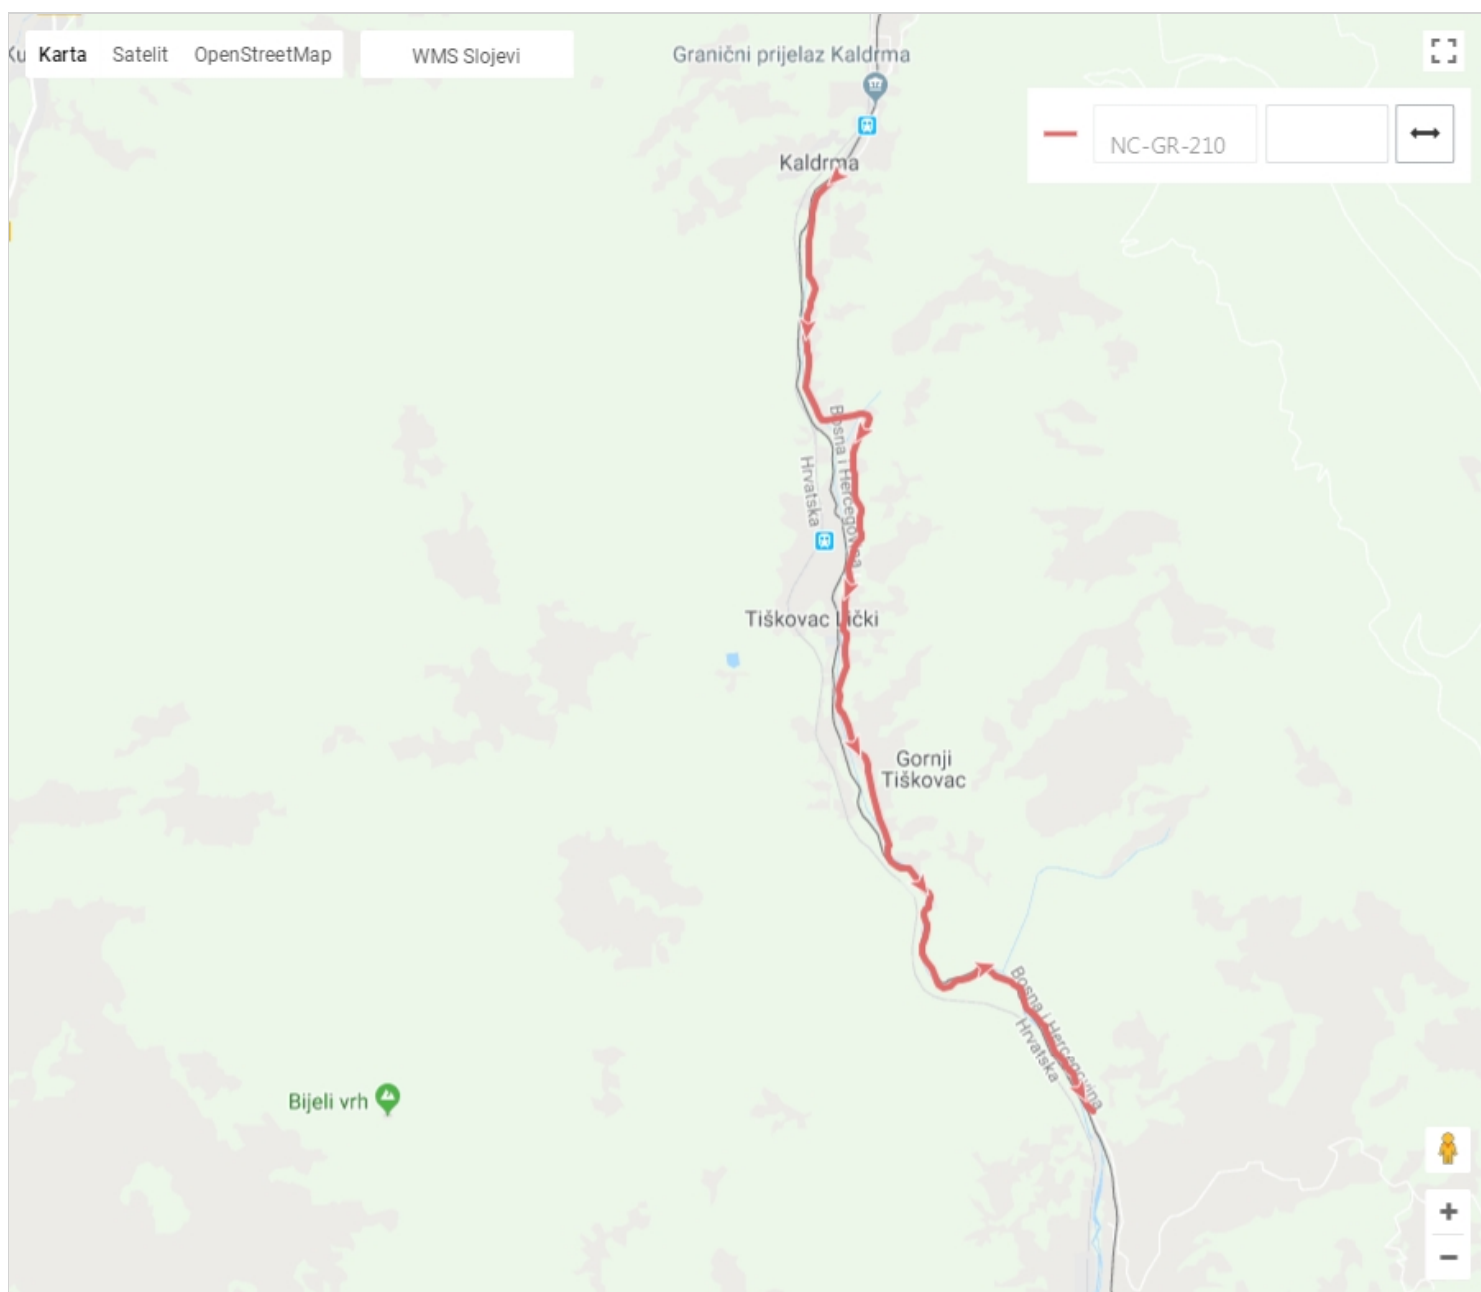 Karta
Satelit
OpenStreetMap
WMS Slojevi
Granični prijelaz Kaldrma
NC-GR-210
Kaldrma
Bosna i Hercegovina
Hrvatska
Tiškovac Lički
Gornji
Tiškovac
Bosna i Hercegovina
Hrvatska
Bijeli vrh